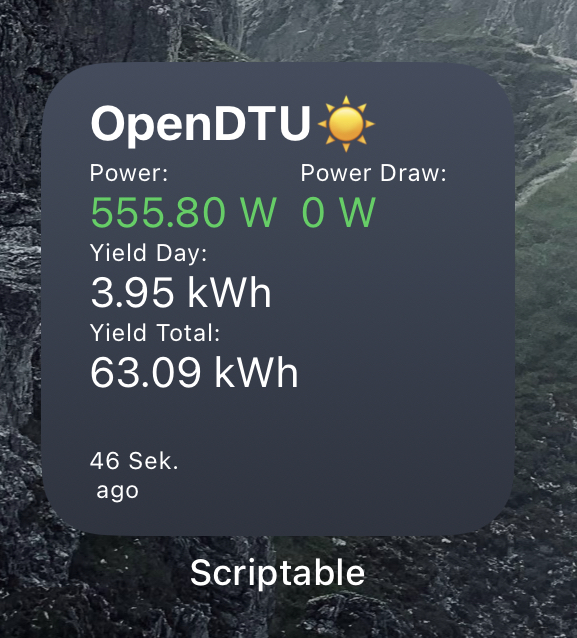 OpenDTU☀️
Power: Power Draw:
555.80 W 0 W
Yield Day:
3.95 kWh
Yield Total:
63.09 kWh
46 Sek.
ago
Scriptable